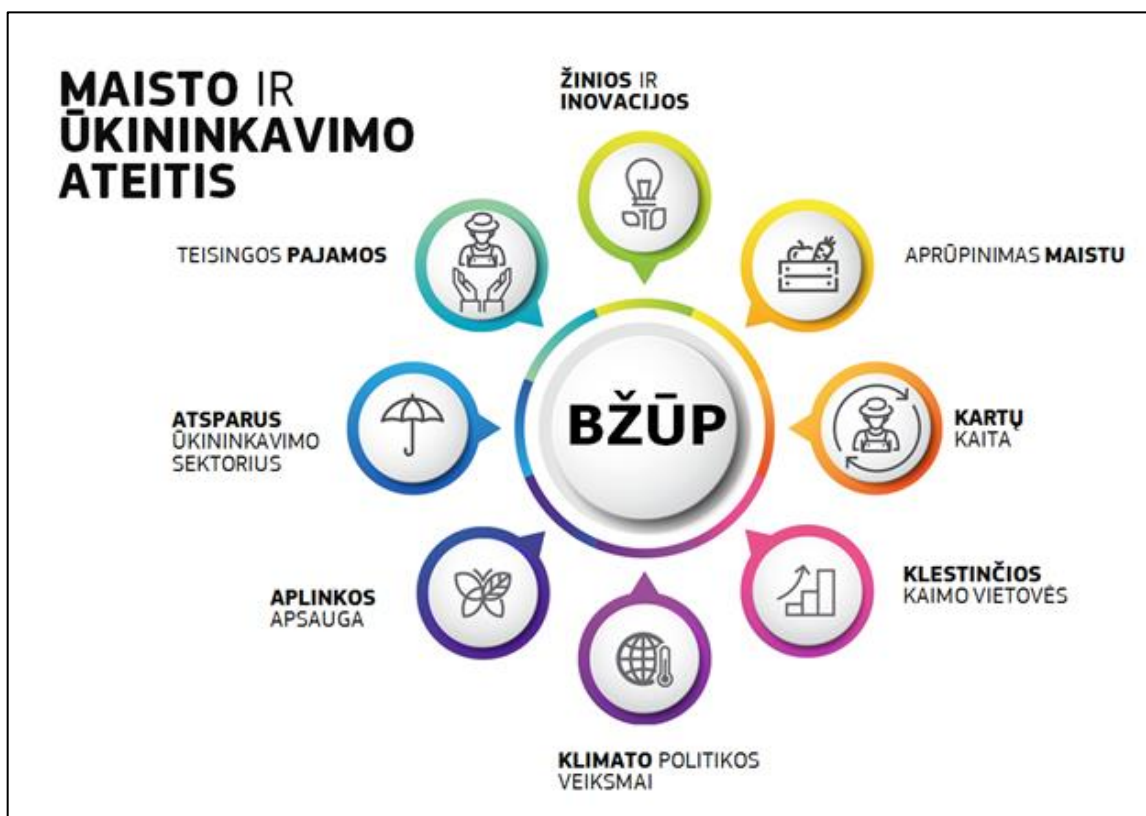 MAISTO IR
ŪKININKAVIMO
ATEITIS
ŽINIOS IR
INOVACIJOS
TEISINGOS PAJAMOS
APRŪPINIMAS MAISTU
BŽŪP
ATSPARUS
ŪKININKAVIMO
SEKTORIUS
KARTŲ
KAITA
APLINKOS
APSAUGA
KLESTINČIOS
KAIMO VIETOVĖS
KLIMATO POLITIKOS
VEIKSMAI